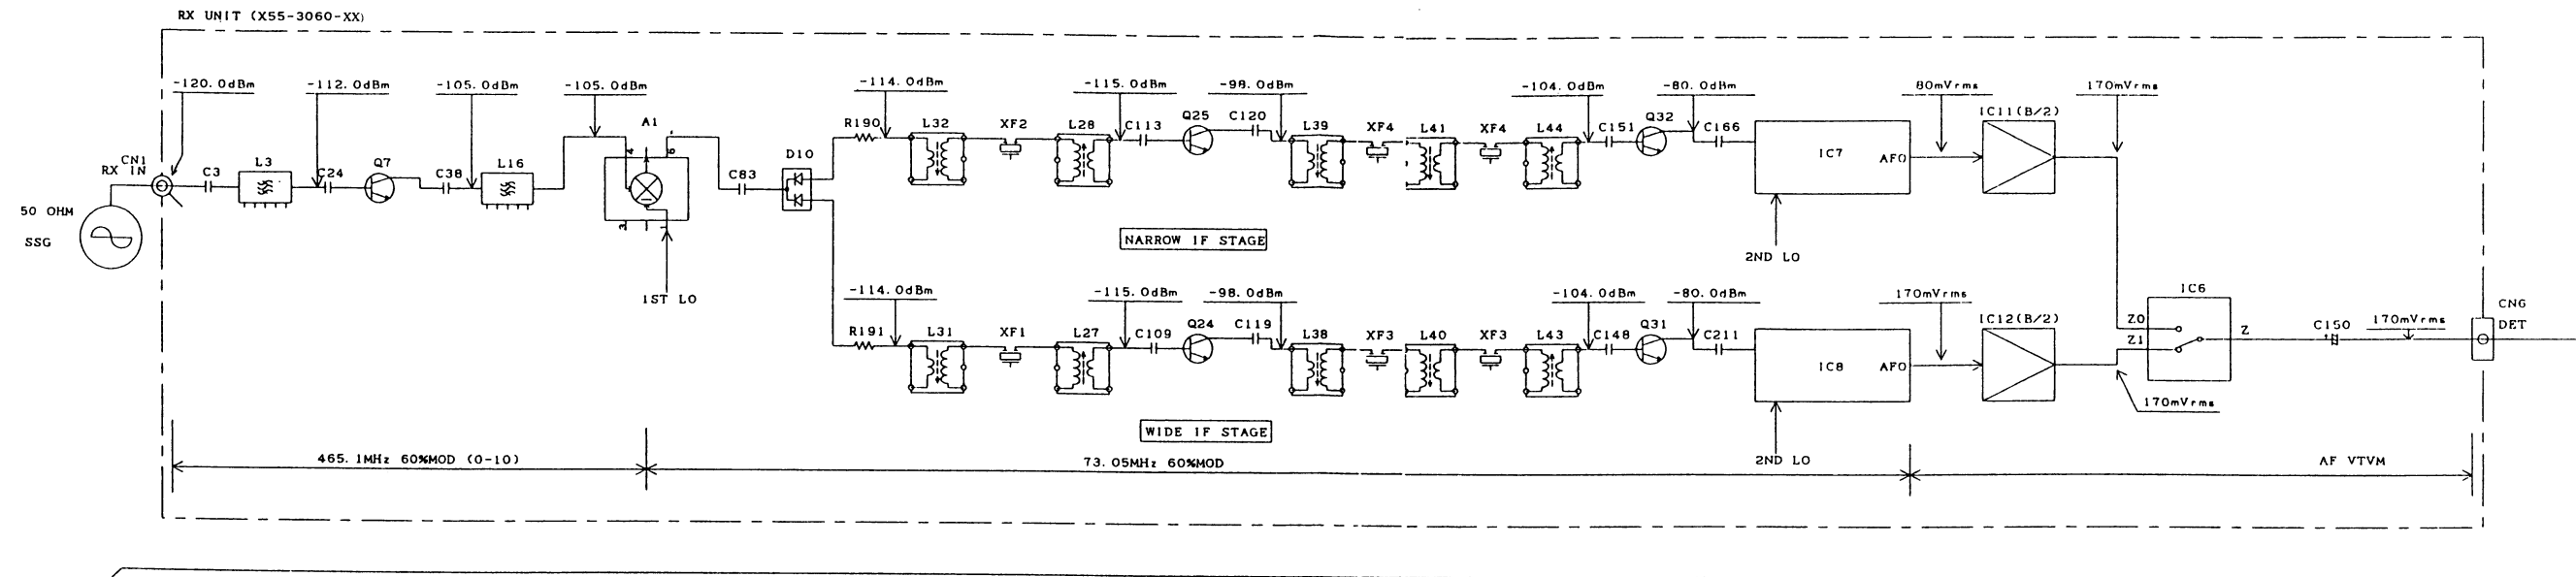 RX UNIT (X55-3060-XX)
-120.0dBm
-112.0dBm
-105.0dBm
-105.0dBm
-114.0dBm
-115.0dBm
-98.0dBm
-104.0dBm
-80.0dBm
80mVrms
170mVrms
A1
R190
L32
XF2
L28
C113
Q25
C120
L39
XF4
L41
XF4
L44
C151
Q32
C166
IC7
AFO
IC11(B/2)
CN1
RX IN
C3
L3
C24
Q7
C38
L16
4
6
3
1
C83
D10
50 OHM
SSG
NARROW IF STAGE
2ND LO
1ST LO
-114.0dBm
-115.0dBm
-98.0dBm
-104.0dBm
-80.0dBm
170mVrms
R191
L31
XF1
L27
C109
Q24
C119
L38
XF3
L40
XF3
L43
C148
Q31
C211
IC8
AFO
IC12(B/2)
IC6
Z0
Z1
Z
C150
170mVrms
CNG
DET
170mVrms
WIDE IF STAGE
2ND LO
465.1MHz 60%MOD (0-10)
73.05MHz 60%MOD
AF VTVM